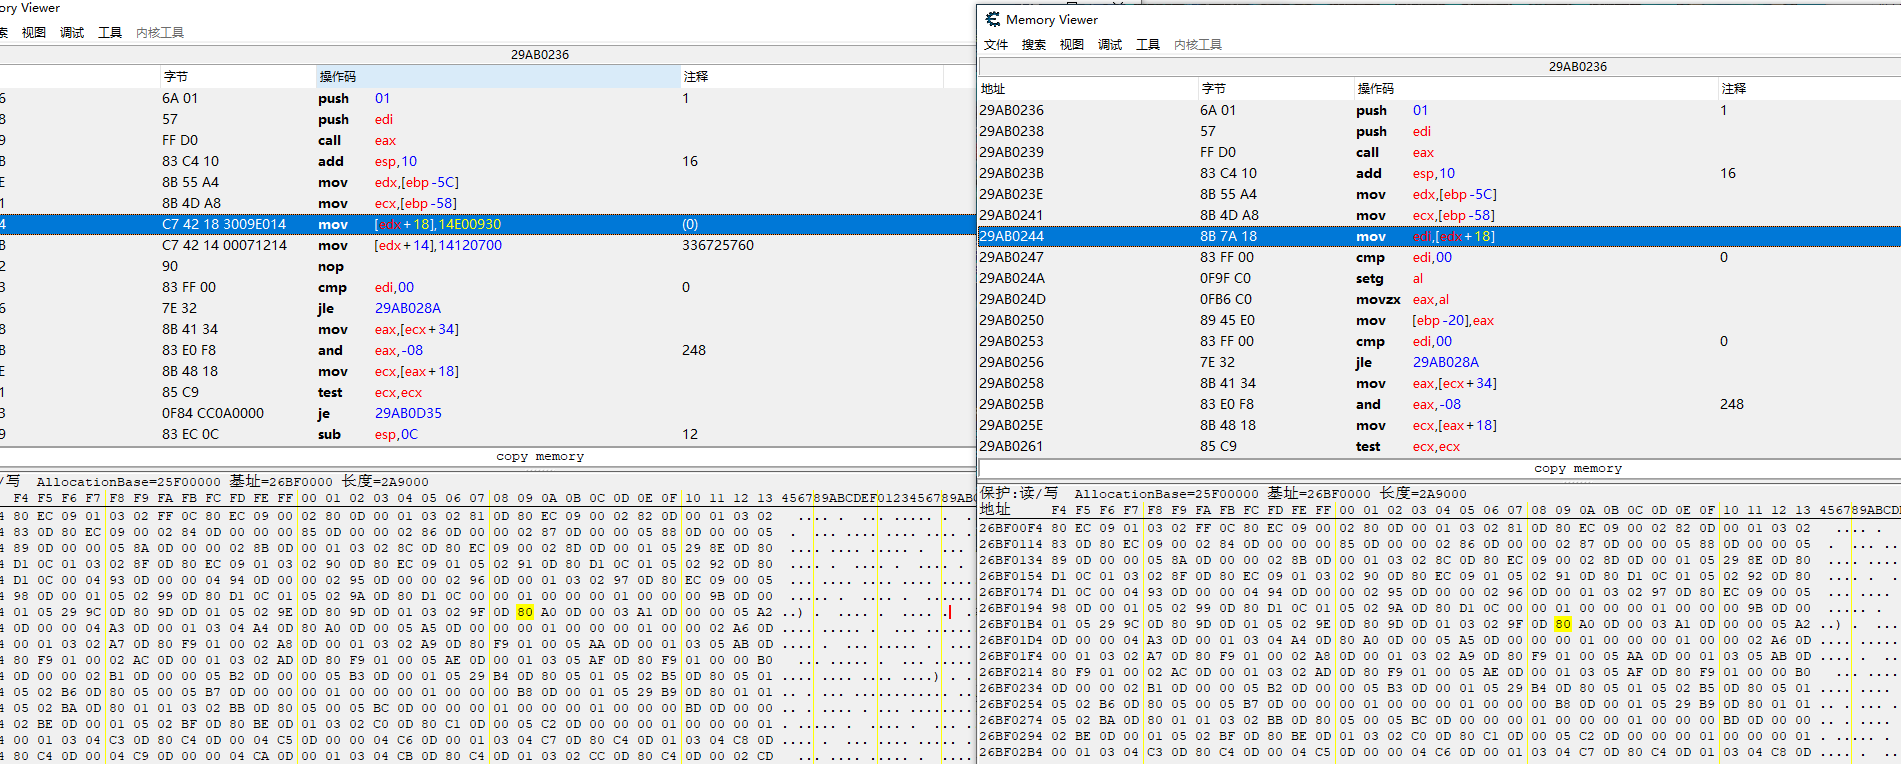 ory Viewer
索 视图 调试 工具 内核工具
29AB0236
字节 操作码 注释
6 6A 01 push 01 1
8 57 push edi
9 FF D0 call eax
B 83 C4 10 add esp,10 16
E 8B 55 A4 mov edx,[ebp-5C]
1 8B 4D A8 mov ecx,[ebp-58]
4 C7 42 18 3009E014 mov [edx+18],14E00930 (0)
B C7 42 14 00071214 mov [edx+14],14120700 336725760
2 90 nop
3 83 FF 00 cmp edi,00 0
6 7E 32 jle 29AB028A
8 8B 41 34 mov eax,[ecx+34]
B 83 E0 F8 and eax,-08 248
E 8B 48 18 mov ecx,[eax+18]
1 85 C9 test ecx,ecx
3 0F84 CC0A0000 je 29AB0D35
9 83 EC 0C sub esp,0C 12
copy memory
/写 AllocationBase=25F00000 基址=26BF0000 长度=2A9000
F4 F5 F6 F7 F8 F9 FA FB FC FD FE FF 00 01 02 03 04 05 06 07 08 09 0A 0B 0C 0D 0E 0F 10 11 12 13 456789ABCDEF0123456789ABC
4 80 EC 09 01 03 02 FF 0C 80 EC 09 00 02 80 0D 00 01 03 02 81 0D 80 EC 09 00 02 82 0D 00 01 03 02
4 83 0D 80 EC 09 00 02 84 0D 00 00 00 85 0D 00 00 02 86 0D 00 00 02 87 0D 00 00 05 88 0D 00 00 05
4 89 0D 00 00 05 8A 0D 00 00 02 8B 0D 00 01 03 02 8C 0D 80 EC 09 00 02 8D 0D 00 01 05 29 8E 0D 80
4 D1 0C 01 03 02 8F 0D 80 EC 09 01 03 02 90 0D 80 EC 09 01 05 02 91 0D 80 D1 0C 01 05 02 92 0D 80
4 D1 0C 00 04 93 0D 00 00 04 94 0D 00 00 02 95 0D 00 00 02 96 0D 00 01 03 02 97 0D 80 EC 09 00 05
4 98 0D 00 01 05 02 99 0D 80 D1 0C 01 05 02 9A 0D 80 D1 0C 00 00 01 00 00 00 01 00 00 00 9B 0D 00
4 01 05 29 9C 0D 80 9D 0D 01 05 02 9E 0D 80 9D 0D 01 03 02 9F 0D 80 A0 0D 00 03 A1 0D 00 00 05 A2 ..)
4 0D 00 00 04 A3 0D 00 01 03 04 A4 0D 80 A0 0D 00 05 A5 0D 00 00 00 00 01 00 00 00 01 00 02 A6 0D
4 00 01 03 02 A7 0D 80 F9 01 00 02 A8 0D 00 01 03 02 A9 0D 80 F9 01 00 05 AA 0D 00 01 03 05 AB 0D
4 80 F9 01 00 02 AC 0D 00 01 03 02 AD 0D 80 F9 01 00 05 AE 0D 00 01 03 05 AF 0D 80 F9 01 00 00 B0
4 0D 00 00 02 B1 0D 00 00 05 B2 0D 00 00 05 B3 0D 00 01 05 29 B4 0D 80 05 01 05 02 B5 0D 80 05 01
4 05 02 B6 0D 80 05 00 05 B7 0D 00 00 00 01 00 00 00 01 00 00 00 B8 0D 00 01 05 29 B9 0D 80 01 01
4 05 02 BA 0D 80 01 01 03 02 BB 0D 80 05 00 05 BC 0D 00 00 00 01 00 00 00 01 00 00 00 BD 0D 00 00
4 02 BE 0D 00 01 05 02 BF 0D 80 BE 0D 01 03 02 C0 0D 80 C1 0D 00 05 C2 0D 00 00 00 01 00 00 00 01
4 00 01 03 04 C3 0D 80 C4 0D 00 04 C5 0D 00 00 04 C6 0D 00 01 03 04 C7 0D 80 C4 0D 01 03 04 C8 0D
4 80 C4 0D 00 04 C9 0D 00 00 04 CA 0D 00 01 03 04 CB 0D 80 C4 0D 01 03 02 CC 0D 80 C4 0D 00 02 CD
Memory Viewer
文件 搜索 视图 调试 工具 内核工具
29AB0236
地址 字节 操作码 注释
29AB0236 6A 01 push 01 1
29AB0238 57 push edi
29AB0239 FF D0 call eax
29AB023B 83 C4 10 add esp,10 16
29AB023E 8B 55 A4 mov edx,[ebp-5C]
29AB0241 8B 4D A8 mov ecx,[ebp-58]
29AB0244 8B 7A 18 mov edi,[edx+18]
29AB0247 83 FF 00 cmp edi,00 0
29AB024A 0F9F C0 setg al
29AB024D 0FB6 C0 movzx eax,al
29AB0250 89 45 E0 mov [ebp-20],eax
29AB0253 83 FF 00 cmp edi,00 0
29AB0256 7E 32 jle 29AB028A
29AB0258 8B 41 34 mov eax,[ecx+34]
29AB025B 83 E0 F8 and eax,-08 248
29AB025E 8B 48 18 mov ecx,[eax+18]
29AB0261 85 C9 test ecx,ecx
copy memory
保护:读/写 AllocationBase=25F00000 基址=26BF0000 长度=2A9000
地址 F4 F5 F6 F7 F8 F9 FA FB FC FD FE FF 00 01 02 03 04 05 06 07 08 09 0A 0B 0C 0D 0E 0F 10 11 12 13 456789ABCDE
26BF00F4 80 EC 09 01 03 02 FF 0C 80 EC 09 00 02 80 0D 00 01 03 02 81 0D 80 EC 09 00 02 82 0D 00 01 03 02
26BF0114 83 0D 80 EC 09 00 02 84 0D 00 00 00 85 0D 00 00 02 86 0D 00 00 02 87 0D 00 00 05 88 0D 00 00 05
26BF0134 89 0D 00 00 05 8A 0D 00 00 02 8B 0D 00 01 03 02 8C 0D 80 EC 09 00 02 8D 0D 00 01 05 29 8E 0D 80
26BF0154 D1 0C 01 03 02 8F 0D 80 EC 09 01 03 02 90 0D 80 EC 09 01 05 02 91 0D 80 D1 0C 01 05 02 92 0D 80
26BF0174 D1 0C 00 04 93 0D 00 00 04 94 0D 00 00 02 95 0D 00 00 02 96 0D 00 01 03 02 97 0D 80 EC 09 00 05
26BF0194 98 0D 00 01 05 02 99 0D 80 D1 0C 01 05 02 9A 0D 80 D1 0C 00 00 01 00 00 00 01 00 00 00 9B 0D 00
26BF01B4 01 05 29 9C 0D 80 9D 0D 01 05 02 9E 0D 80 9D 0D 01 03 02 9F 0D 80 A0 0D 00 03 A1 0D 00 00 05 A2 ..)
26BF01D4 0D 00 00 04 A3 0D 00 01 03 04 A4 0D 80 A0 0D 00 05 A5 0D 00 00 00 00 01 00 00 00 01 00 02 A6 0D
26BF01F4 00 01 03 02 A7 0D 80 F9 01 00 02 A8 0D 00 01 03 02 A9 0D 80 F9 01 00 05 AA 0D 00 01 03 05 AB 0D
26BF0214 80 F9 01 00 02 AC 0D 00 01 03 02 AD 0D 80 F9 01 00 05 AE 0D 00 01 03 05 AF 0D 80 F9 01 00 00 B0
26BF0234 0D 00 00 02 B1 0D 00 00 05 B2 0D 00 00 05 B3 0D 00 01 05 29 B4 0D 80 05 01 05 02 B5 0D 80 05 01
26BF0254 05 02 B6 0D 80 05 00 05 B7 0D 00 00 00 01 00 00 00 01 00 00 00 B8 0D 00 01 05 29 B9 0D 80 01 01
26BF0274 05 02 BA 0D 80 01 01 03 02 BB 0D 80 05 00 05 BC 0D 00 00 00 01 00 00 00 01 00 00 00 BD 0D 00 00
26BF0294 02 BE 0D 00 01 05 02 BF 0D 80 BE 0D 01 03 02 C0 0D 80 C1 0D 00 05 C2 0D 00 00 00 01 00 00 00 01
26BF02B4 00 01 03 04 C3 0D 80 C4 0D 00 04 C5 0D 00 00 04 C6 0D 00 01 03 04 C7 0D 80 C4 0D 01 03 04 C8 0D